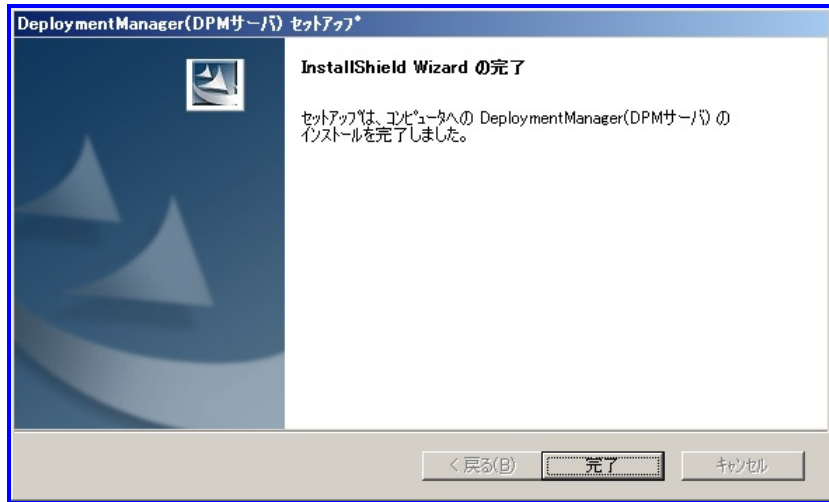 DeploymentManager(DPMサーバ) ｾｯﾄｱｯﾌﾟ
InstallShield Wizard の完了
ｾｯﾄｱｯﾌﾟは、ｺﾝﾋﾟｭｰﾀへの DeploymentManager(DPMサーバ) の
ｲﾝｽﾄｰﾙを完了しました。
< 戻る(B)
完了
ｷｬﾝｾﾙ